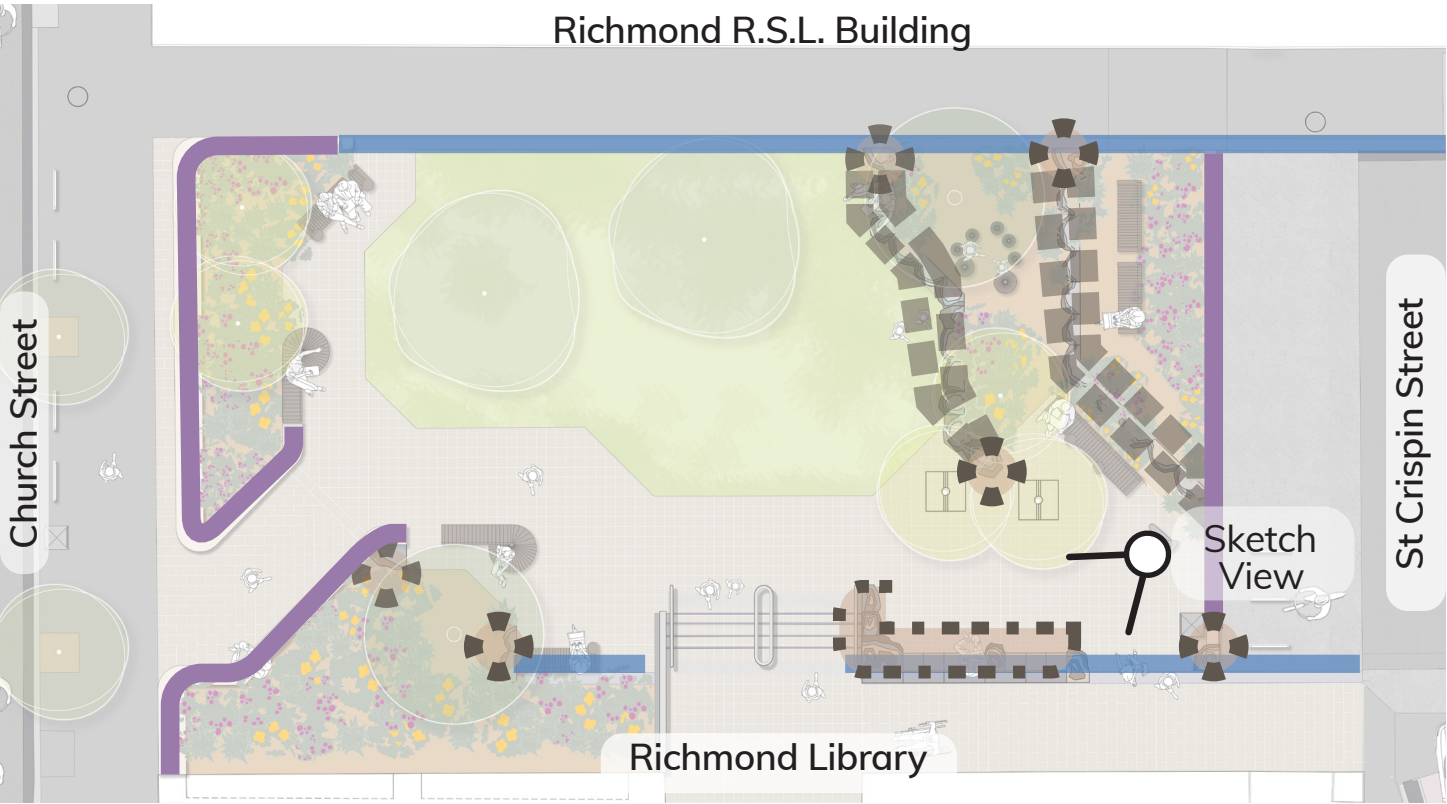 Richmond R.S.L. Building
Church Street
St Crispin Street
Sketch
View
Richmond Library